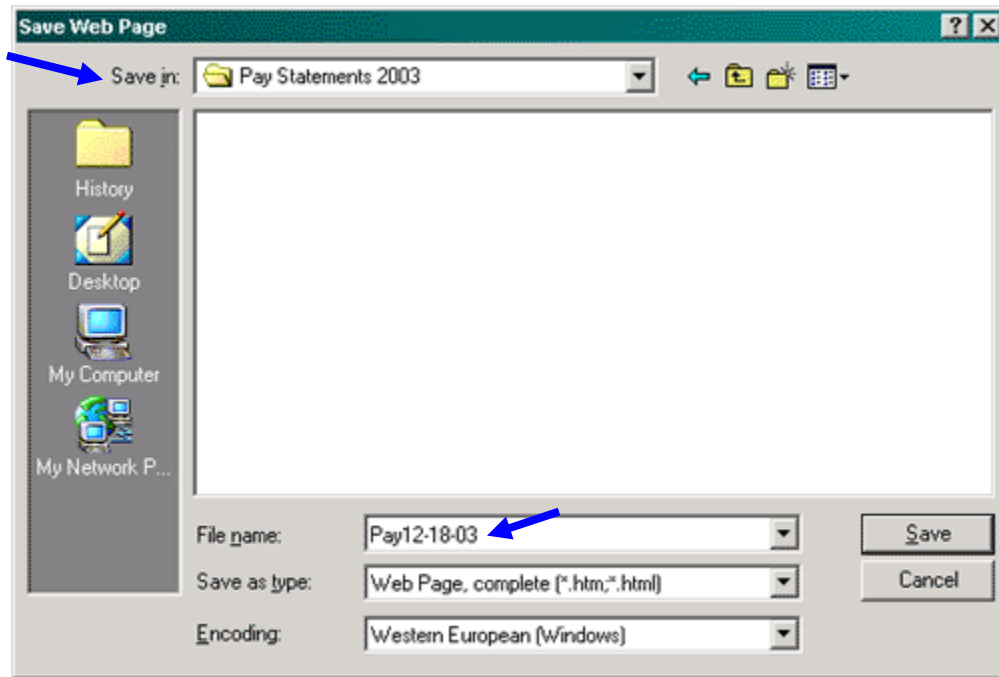 Save Web Page
Save in: Pay Statements 2003
History
Desktop
My Computer
My Network P...
File name: Pay12-18-03 Save
Save as type: Web Page, complete (*.htm;*.html) Cancel
Encoding: Western European (Windows)